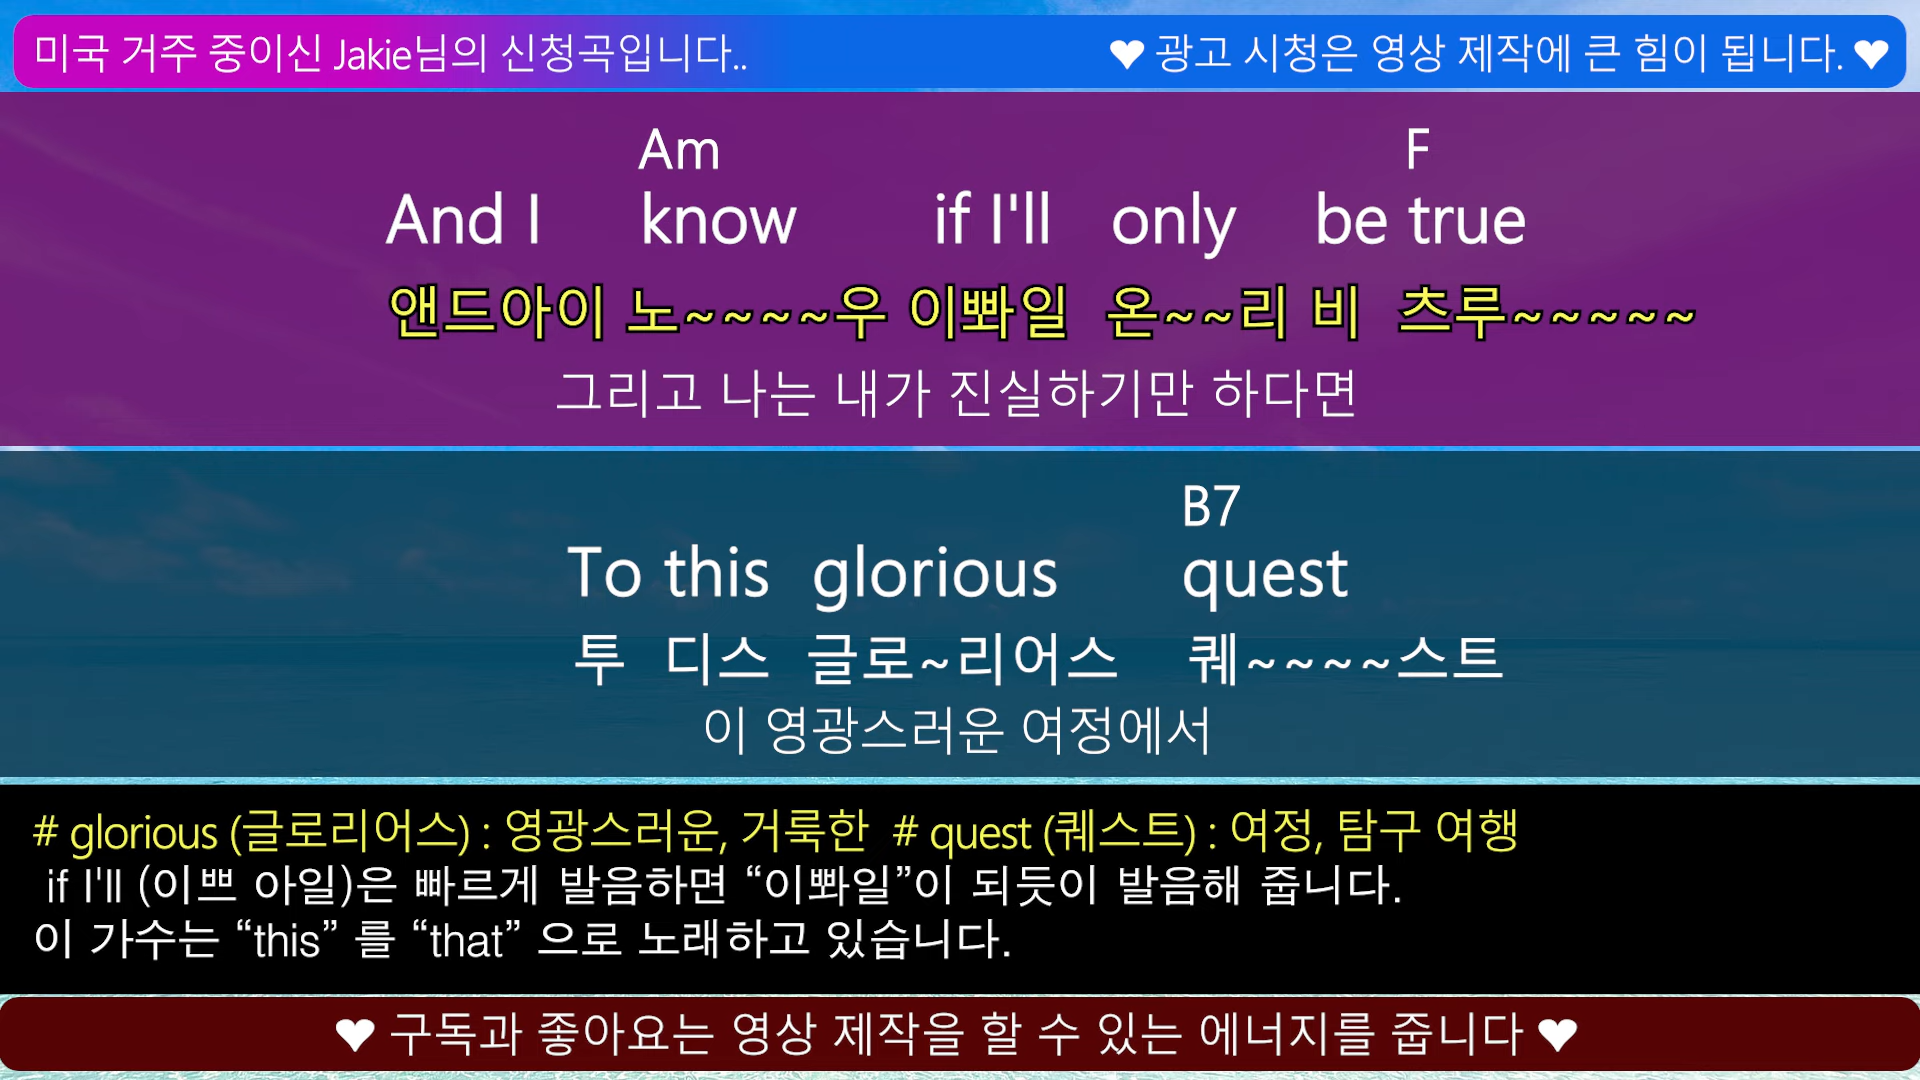 미국 거주 중이신 Jakie님의 신청곡입니다..
♥ 광고 시청은 영상 제작에 큰 힘이 됩니다. ♥
Am F
And I know if I'll only be true
앤드아이 노~~~~우 이뽜일 온~~리 비 츠루~~~~~
그리고 나는 내가 진실하기만 하다면
B7
To this glorious quest
투 디스 글로~리어스 퀘~~~~스트
이 영광스러운 여정에서
# glorious (글로리어스) : 영광스러운, 거룩한 # quest (퀘스트) : 여정, 탐구 여행
if I'll (이쁘 아일)은 빠르게 발음하면 “이뽜일”이 되듯이 발음해 줍니다.
이 가수는 “this” 를 “that” 으로 노래하고 있습니다.
♥ 구독과 좋아요는 영상 제작을 할 수 있는 에너지를 줍니다 ♥